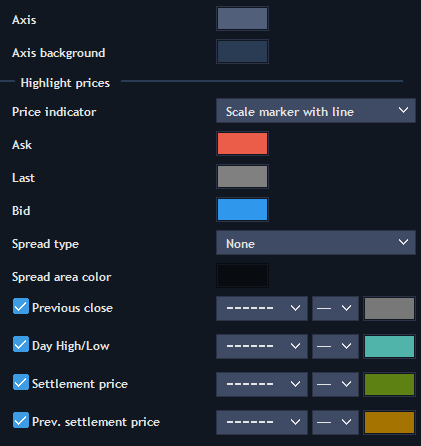 Axis
Axis background
Highlight prices
Price indicator Scale marker with line
Ask
Last
Bid
Spread type None
Spread area color
Previous close
Day High/Low
Settlement price
Prev. settlement price